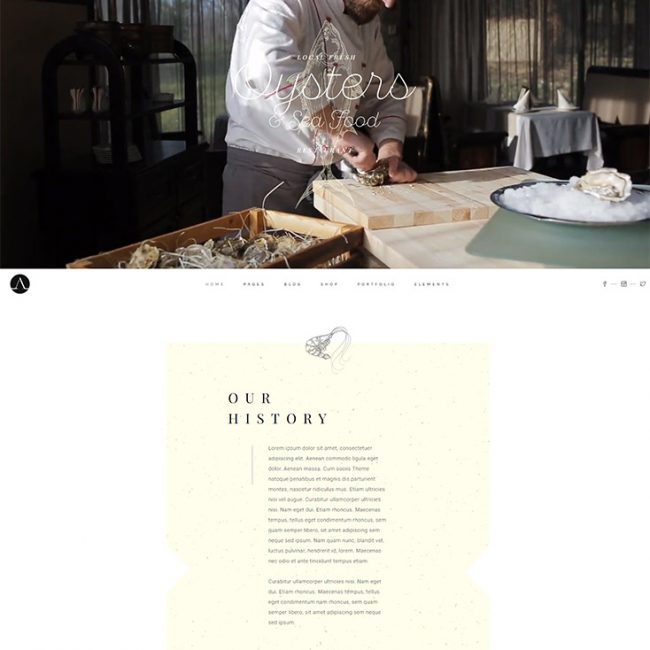 LOCAL FRESH
Oysters
& Sea Food
RESTAURANT
HOME PAGES BLOG SHOP PORTFOLIO ELEMENTS
OUR
HISTORY
Lorem ipsum dolor sit amet, consectetuer
adipiscing elit. Aenean commodo ligula eget
dolor. Aenean massa. Cum sociis Theme
natoque penatibus et magnis dis parturient
montes, nascetur ridiculus mus. Etiam ultricies
nisi vel augue. Curabitur ullamcorper ultricies
nisi. Nam eget dui. Etiam rhoncus. Maecenas
tempus, tellus eget condimentum rhoncus, sem
quam semper libero, sit amet adipiscing sem
neque sed ipsum. Nam quam nunc, blandit vel,
luctus pulvinar, hendrerit id, lorem. Maecenas
nec odio et ante tincidunt tempus etiam.
Curabitur ullamcorper ultricies nisi. Nam eget
dui. Etiam rhoncus. Maecenas tempus, tellus
eget condimentum nam rhoncus, sem quam
semper libero, sit amet adipiscing sem neque
sed ipsum.